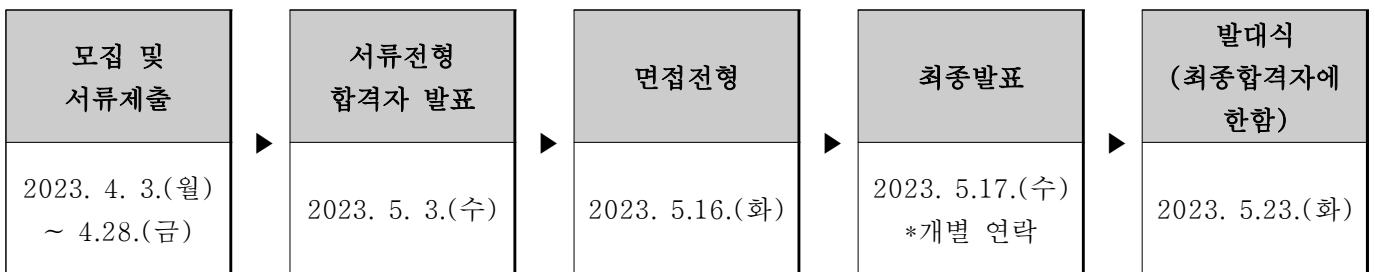 모집 및
서류제출
2023. 4. 3.(월)
~ 4.28.(금)
▶
서류전형
합격자 발표
2023. 5. 3.(수)
▶
면접전형
2023. 5.16.(화)
▶
최종발표
2023. 5.17.(수)
*개별 연락
▶
발대식
(최종합격자에
한함)
2023. 5.23.(화)